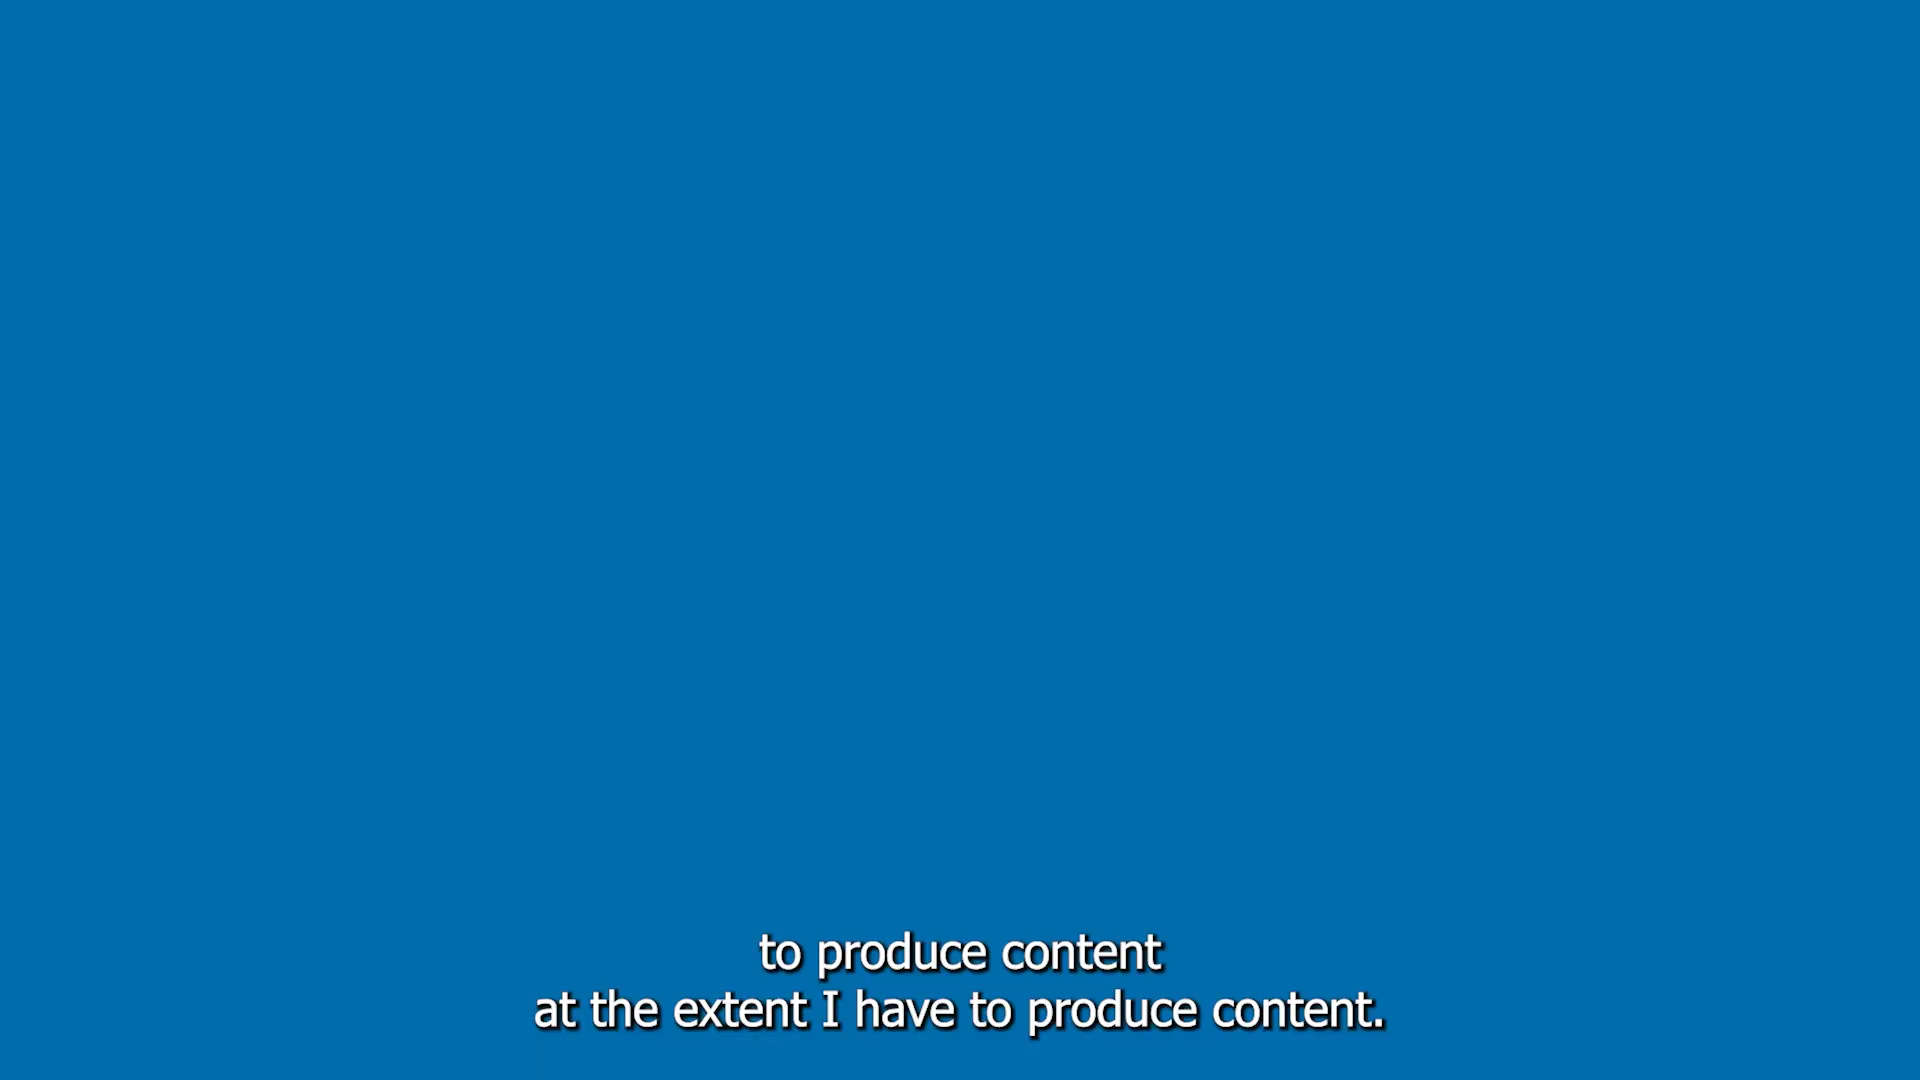 to produce content
at the extent I have to produce content.